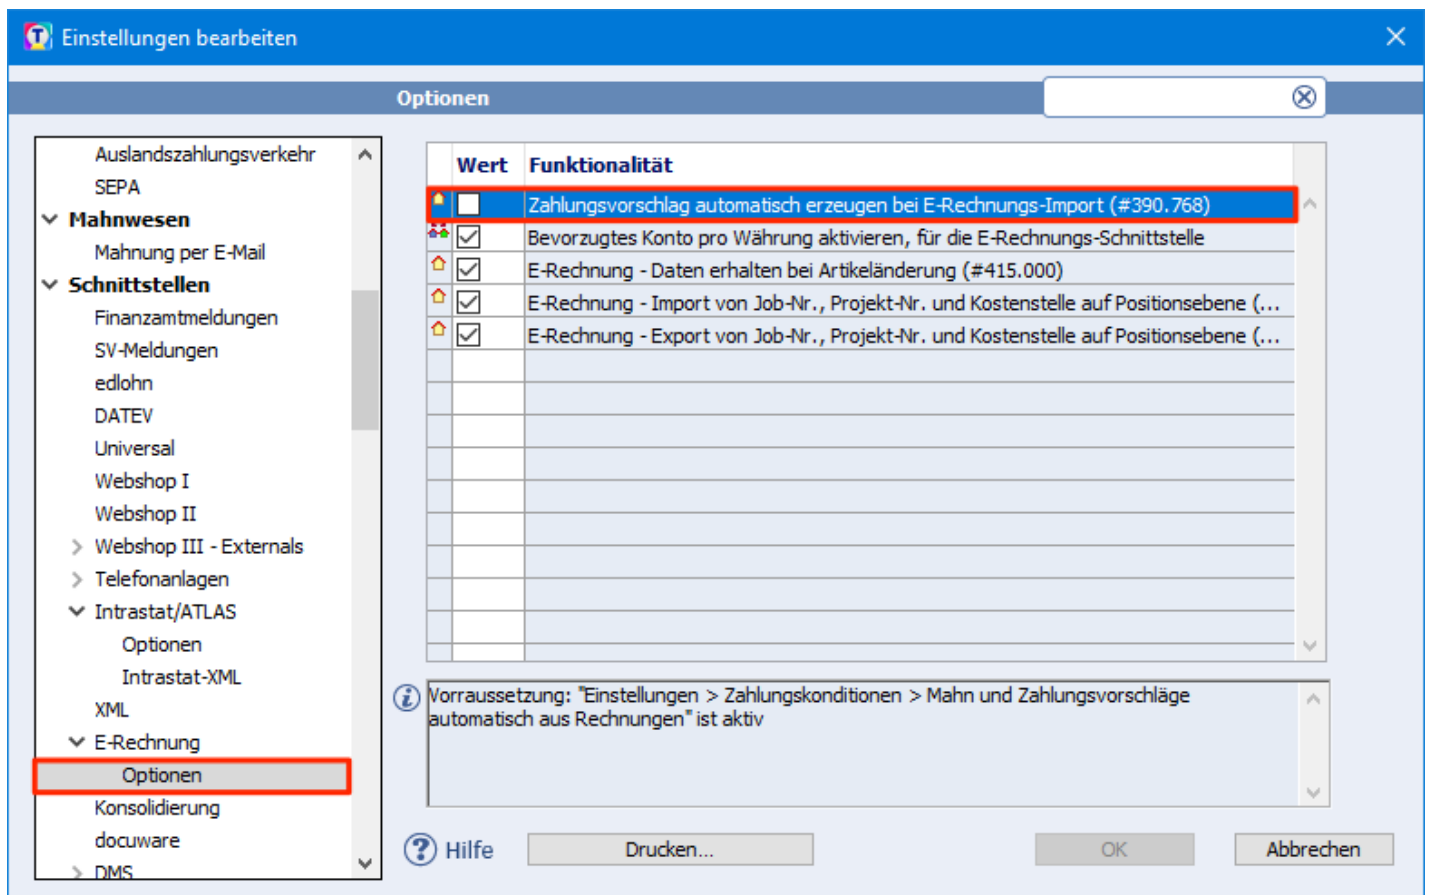 Einstellungen bearbeiten
Optionen
Auslandszahlungsverkehr
SEPA
Mahnwesen
Mahnung per E-Mail
Schnittstellen
Finanzamtmeldungen
SV-Meldungen
edlohn
DATEV
Universal
Webshop I
Webshop II
Webshop III - Externals
Telefonanlagen
Intrastat/ATLAS
Optionen
Intrastat-XML
XML
E-Rechnung
Optionen
Konsolidierung
docuware
DMS
Wert Funktionalität
Zahlungsvorschlag automatisch erzeugen bei E-Rechnungs-Import (#390.768)
Bevorzugtes Konto pro Währung aktivieren, für die E-Rechnungs-Schnittstelle
E-Rechnung - Daten erhalten bei Artikeländerung (#415.000)
E-Rechnung - Import von Job-Nr., Projekt-Nr. und Kostenstelle auf Positionsebene (...
E-Rechnung - Export von Job-Nr., Projekt-Nr. und Kostenstelle auf Positionsebene (...
Vorraussetzung: "Einstellungen > Zahlungskonditionen > Mahn und Zahlungsvorschläge
automatisch aus Rechnungen" ist aktiv
Hilfe
Drucken...
OK
Abbrechen